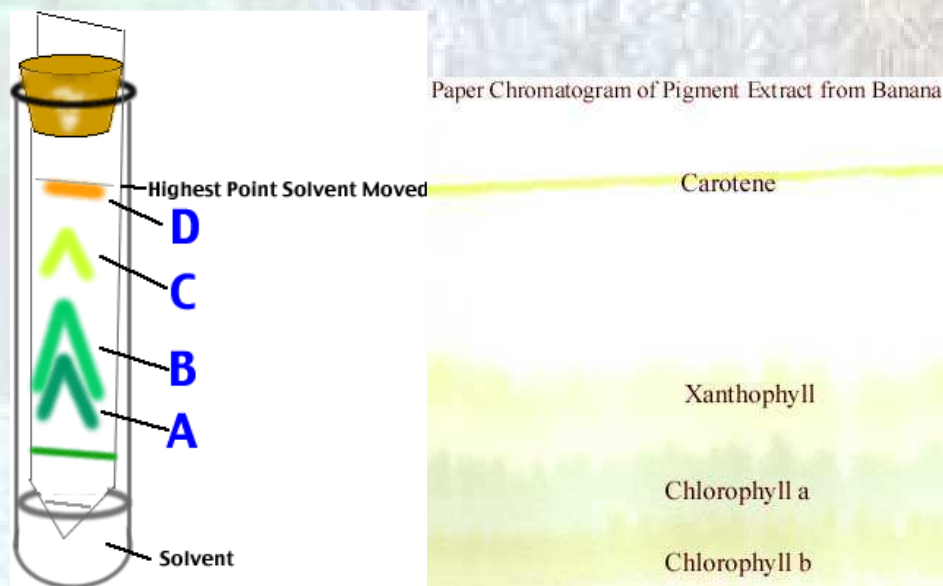 Highest Point Solvent Moved
D
C
B
A
Solvent
Paper Chromatogram of Pigment Extract from Banana
Carotene
Xanthophyll
Chlorophyll a
Chlorophyll b